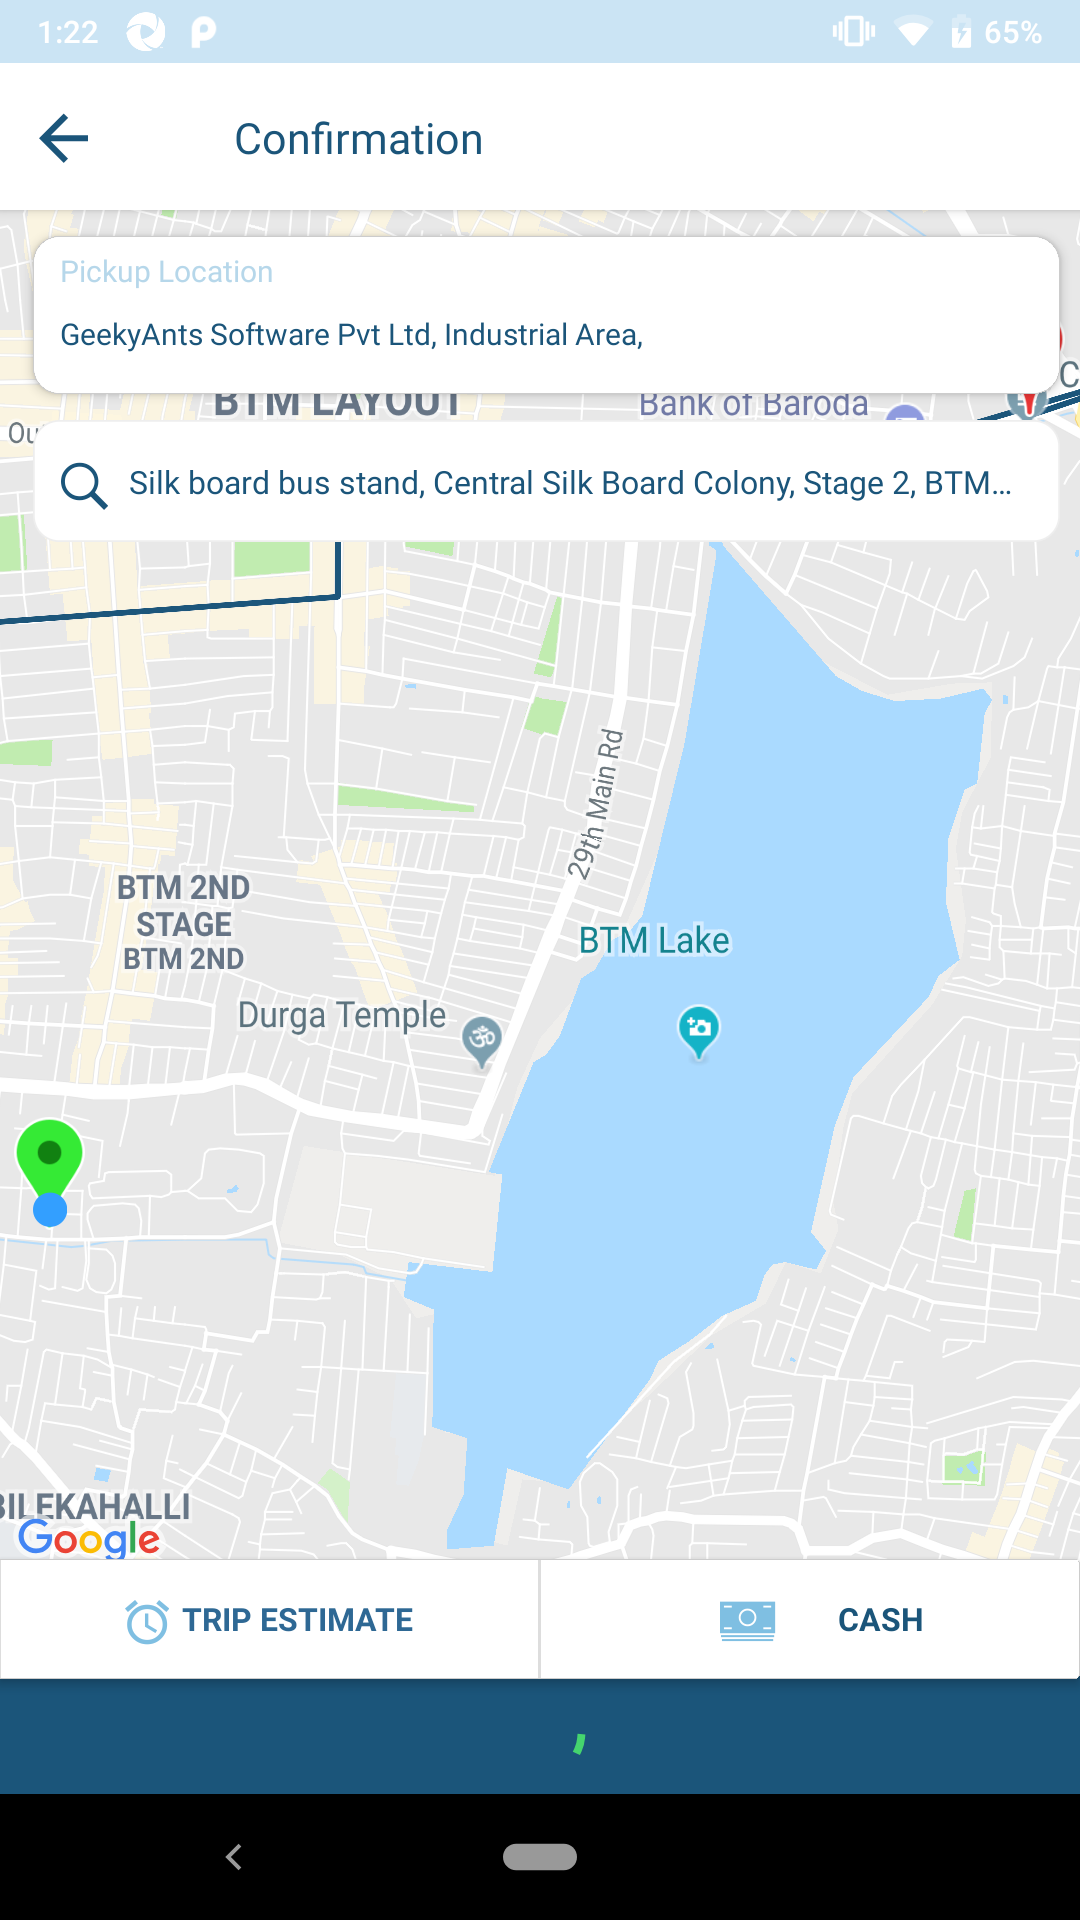 1:22
65%
Confirmation
Pickup Location
GeekyAnts Software Pvt Ltd, Industrial Area,
BTM LAYOUT
Bank of Baroda
Silk board bus stand, Central Silk Board Colony, Stage 2, BTM...
29th Main Rd
BTM 2ND
STAGE
BTM 2ND
BTM Lake
Durga Temple
BILEKAHALLI
Google
TRIP ESTIMATE
CASH